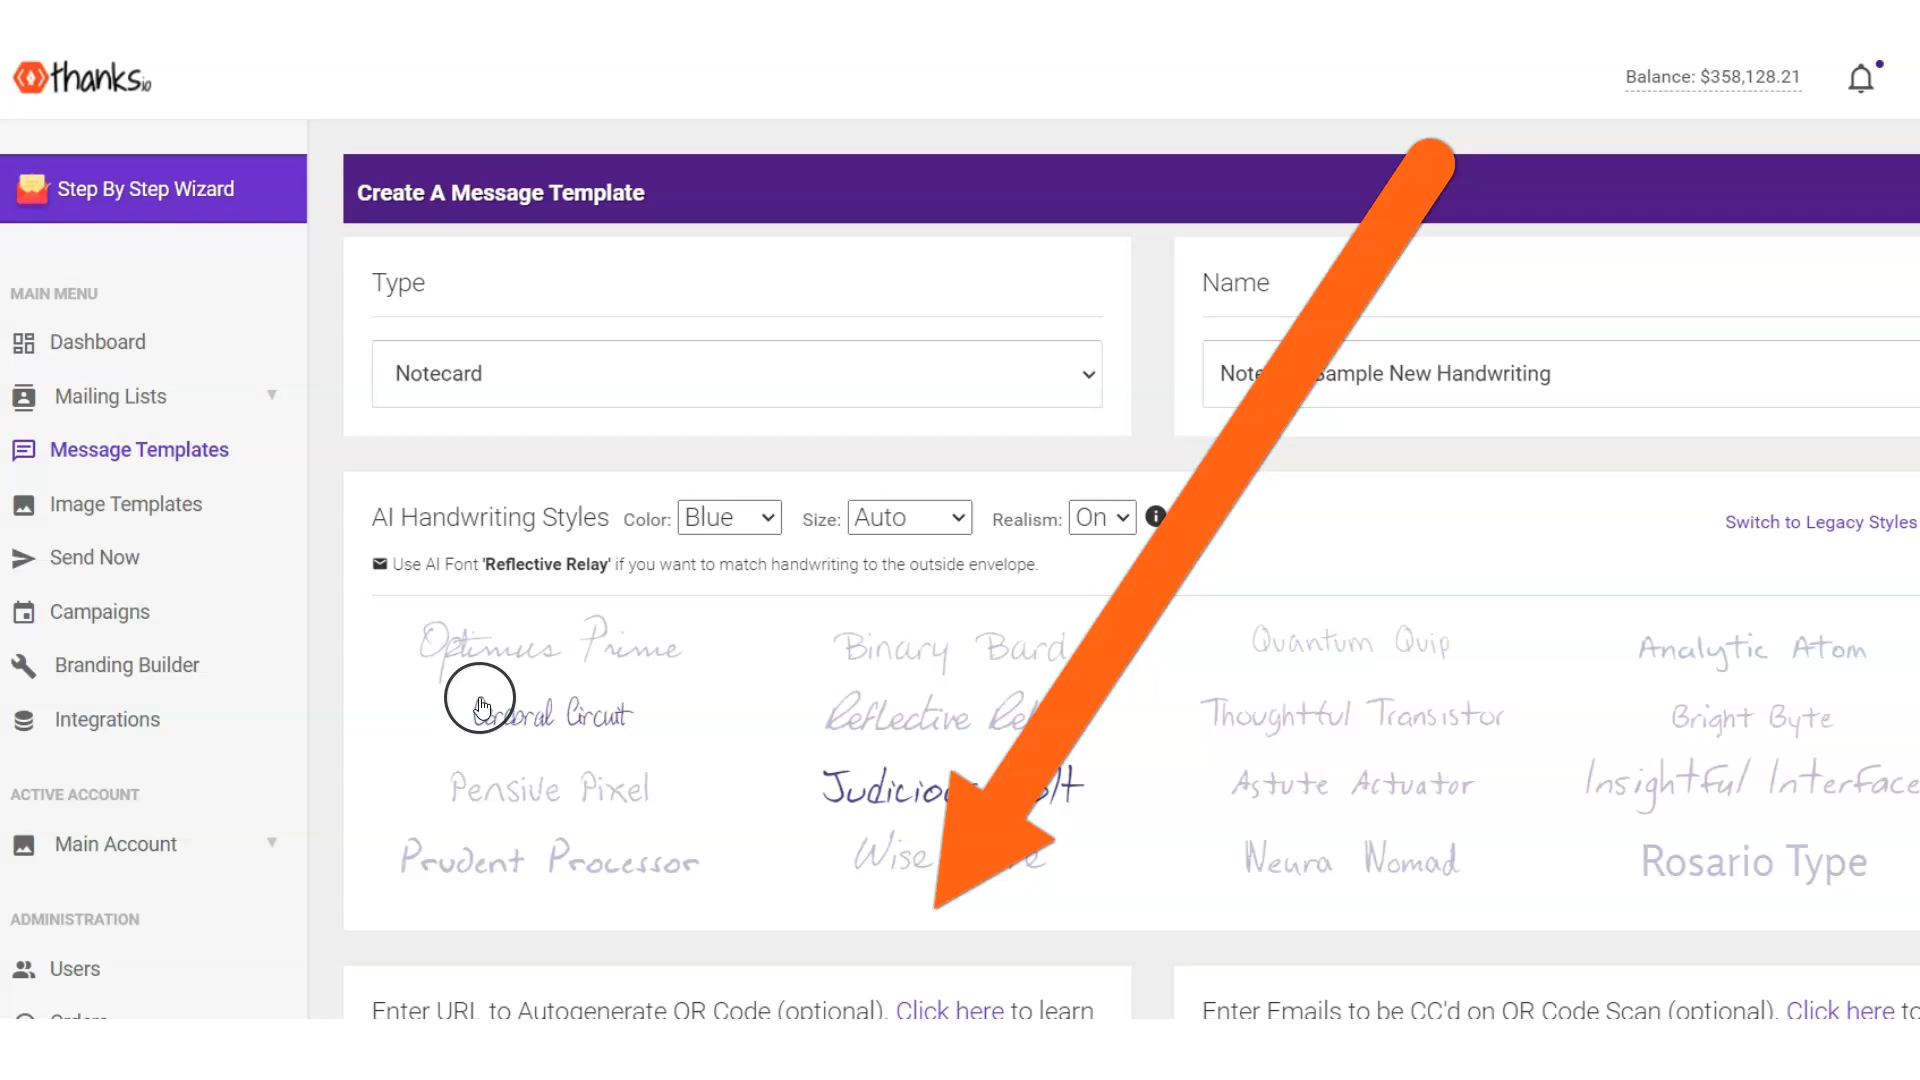 thanks.io
Balance: $358,128.21
Step By Step Wizard
Create A Message Template
MAIN MENU
Dashboard
Mailing Lists
Message Templates
Image Templates
Send Now
Campaigns
Branding Builder
Integrations
ACTIVE ACCOUNT
Main Account
ADMINISTRATION
Users
Type
Notecard
Name
Sample New Handwriting
AI Handwriting Styles Color: Blue Size: Auto Realism: On
Switch to Legacy Styles
Use AI Font 'Reflective Relay' if you want to match handwriting to the outside envelope.
Optimus Prime Binary Bard Quantum Quip Analytic Atom
Circuit Reflective Thoughtful Transistor Bright Byte
Pensive Pixel Astute Actuator Insightful Interface
Prudent Processor Wise Neura Nomad Rosario Type
Enter URL to Autogenerate QR Code (optional). Click here to learn
Enter Emails to be CC'd on QR Code Scan (optional). Click here to